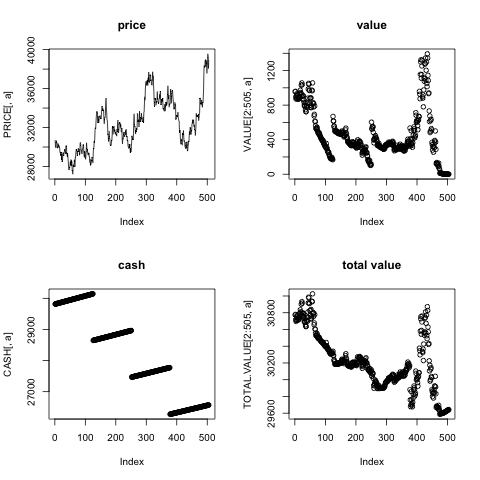 price
PRICE[, a]
28000 32000 36000 40000
0 100 200 300 400 500
Index
value
VALUE[2:505, a]
0 400 800 1200
0 100 200 300 400 500
Index
cash
CASH[, a]
27000 29000
0 100 200 300 400 500
Index
total value
TOTAL.VALUE[2:505, a]
29600 30200 30800
0 100 200 300 400 500
Index